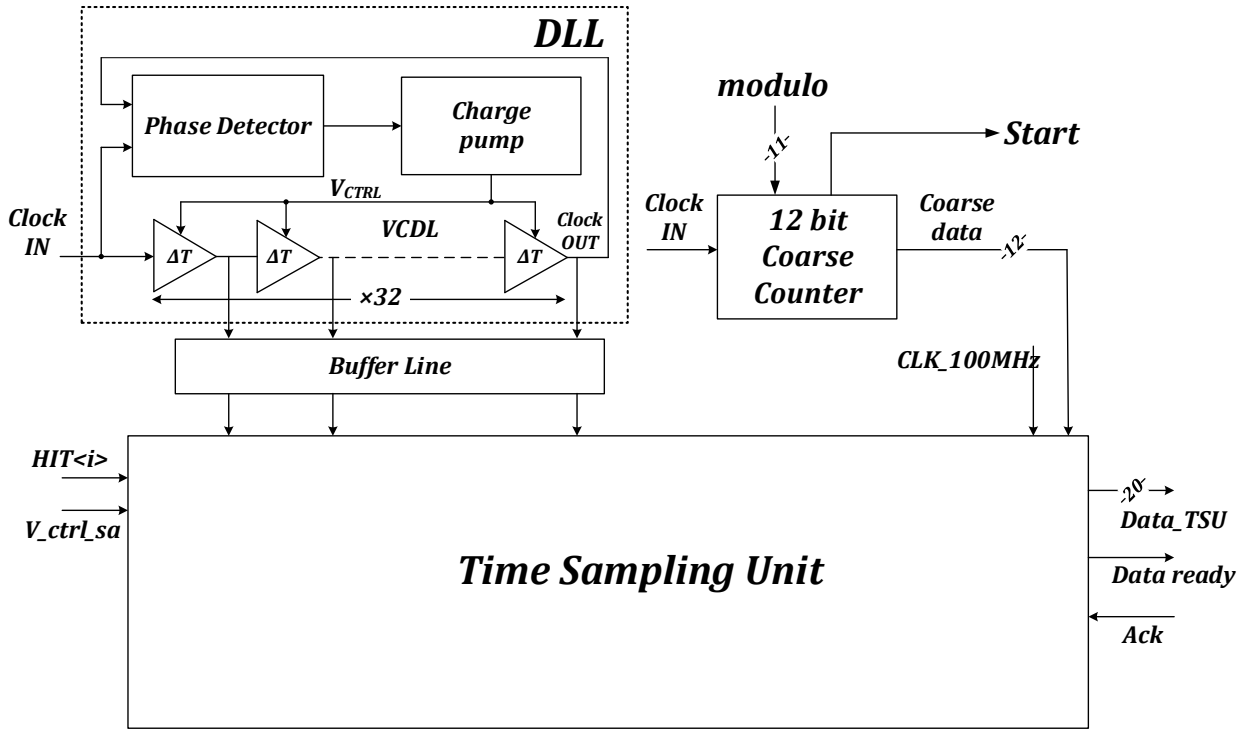 DLL
Phase Detector
Charge
pump
V_CTRL
Clock
IN
ΔT
ΔT
VCDL
ΔT
Clock
OUT
×32
Buffer Line
modulo
-11-
Start
Clock
IN
12 bit
Coarse
Counter
Coarse
data
-12-
CLK_100MHz
HIT<i>
V_ctrl_sa
Time Sampling Unit
-20-
Data_TSU
Data ready
Ack